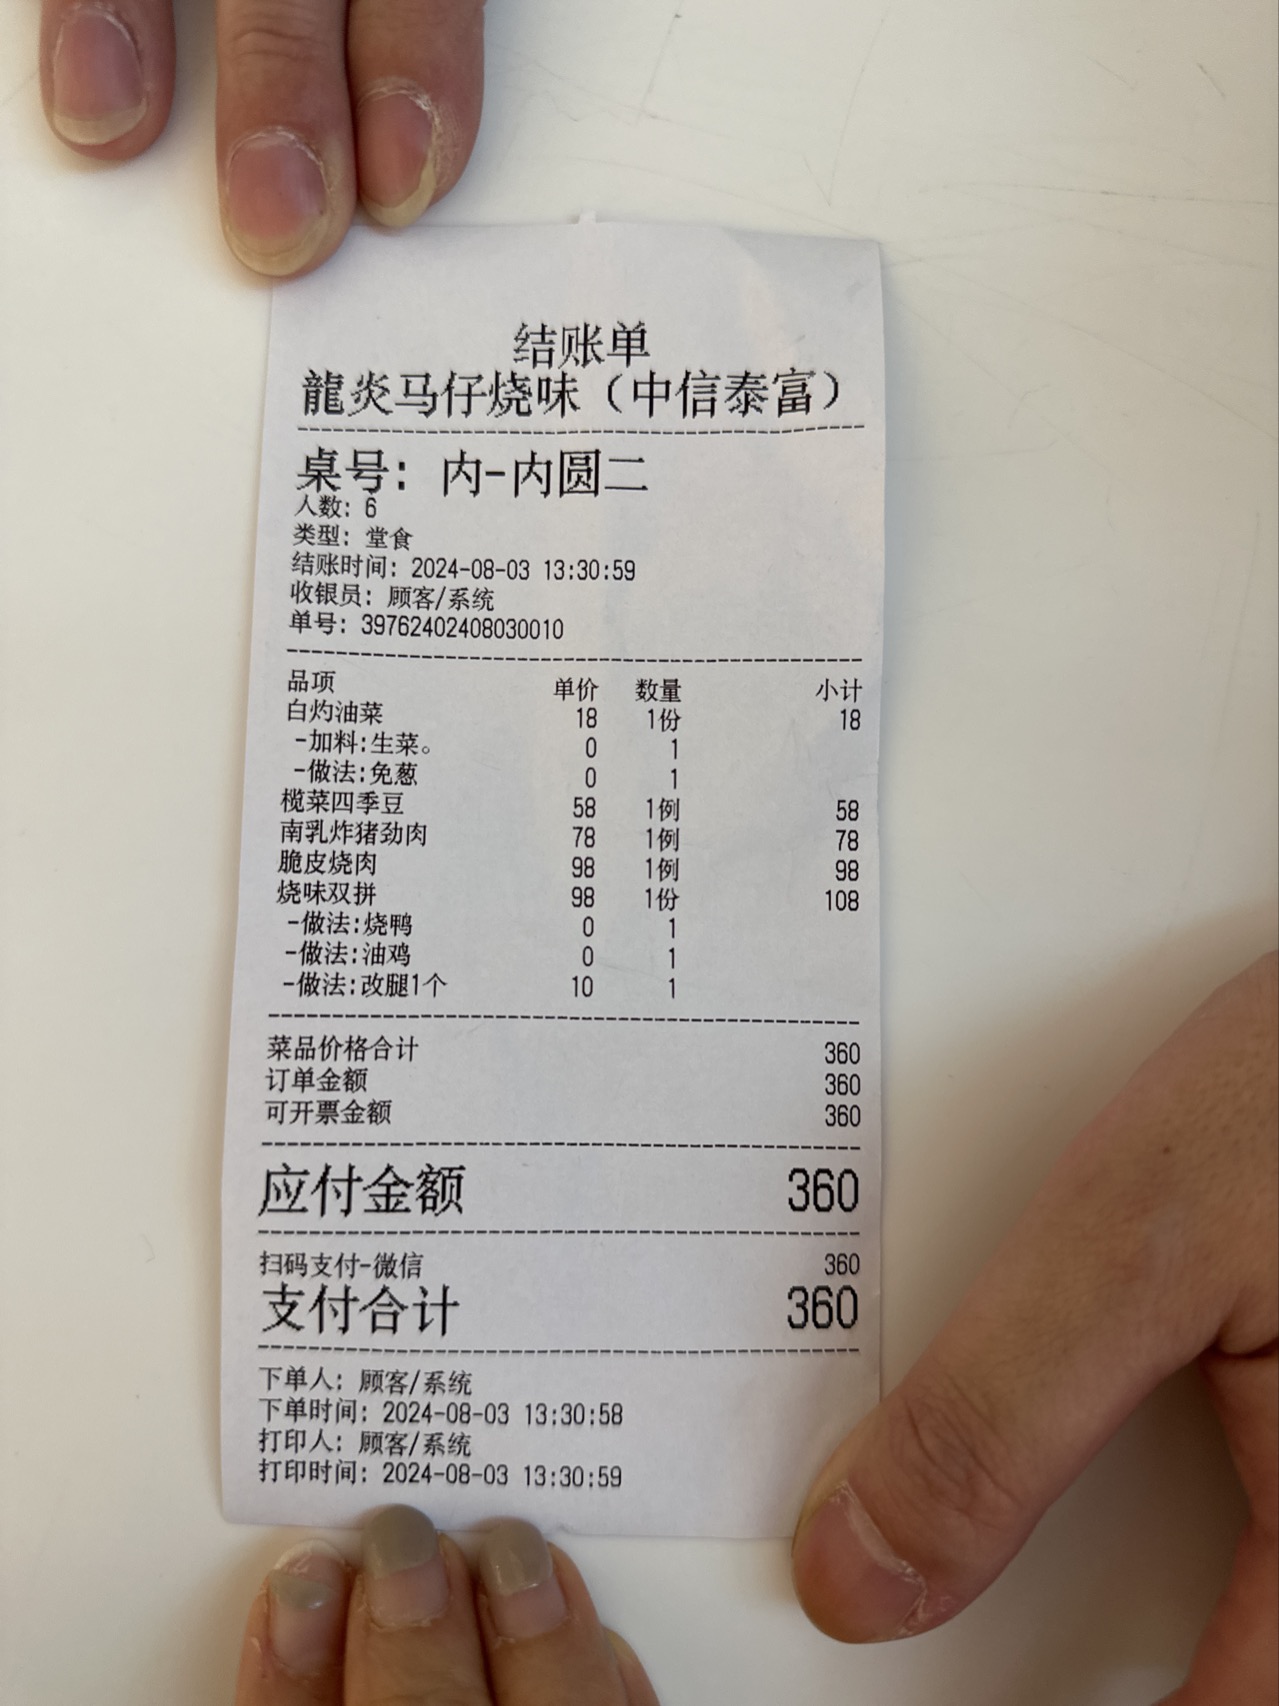 结账单
龍炎马仔烧味（中信泰富）
桌号：内-内圆二
人数：6
类型：堂食
结账时间：2024-08-03 13:30:59
收银员：顾客/系统
单号：39762402408030010
品项 单价 数量 小计
白灼油菜 18 1份 18
-加料:生菜。 0 1
-做法:免葱 0 1
榄菜四季豆 58 1例 58
南乳炸猪劲肉 78 1例 78
脆皮烧肉 98 1例 98
烧味双拼 98 1份 108
-做法:烧鸭 0 1
-做法:油鸡 0 1
-做法:改腿1个 10 1
菜品价格合计 360
订单金额 360
可开票金额 360
应付金额 360
扫码支付-微信 360
支付合计 360
下单人：顾客/系统
下单时间：2024-08-03 13:30:58
打印人：顾客/系统
打印时间：2024-08-03 13:30:59